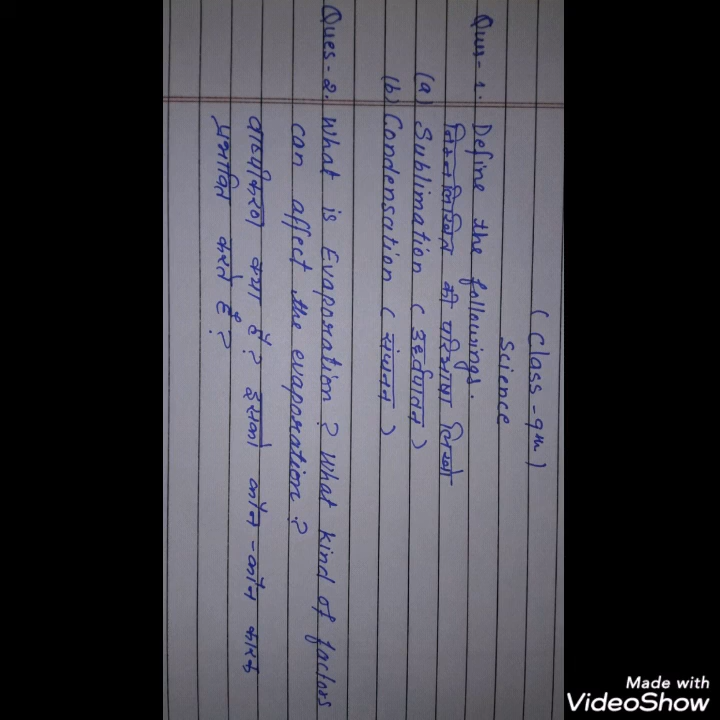 (Class - 9th)
Science
Ques - 1. Define the followings.
निम्नलिखित की परिभाषा लिखो
(a) Sublimation ( उर्ध्वपातन )
(b) Condensation ( संघनन )
Ques - 2. What is Evaporation ? What kind of factors
can affect the evaporation ?
वाष्पीकरण क्या है ? इसको कौन - कौन कारक
प्रभावित करते हैं ?
Made with
VideoShow